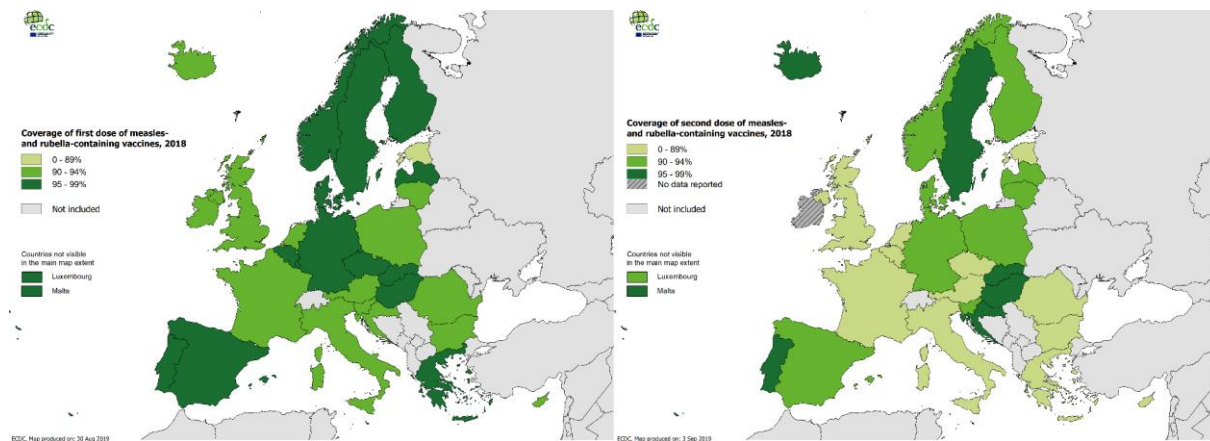 ecdc
Coverage of first dose of measles-
and rubella-containing vaccines, 2018
0 - 89%
90 - 94%
95 - 99%
Not included
Countries not visible
in the main map extent
Luxembourg
Malta
ECDC. Map produced on: 30 Aug 2019
ecdc
Coverage of second dose of measles-
and rubella-containing vaccines, 2018
0 - 89%
90 - 94%
95 - 99%
No data reported
Not included
Countries not visible
in the main map extent
Luxembourg
Malta
ECDC. Map produced on: 3 Sep 2019